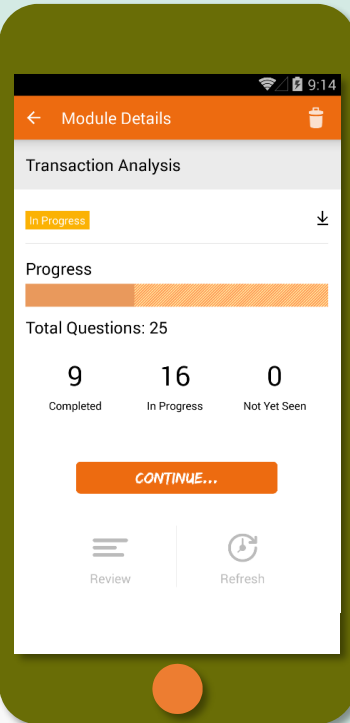 9:14
Module Details
Transaction Analysis
In Progress
Progress
Total Questions: 25
9 16 0
Completed In Progress Not Yet Seen
CONTINUE...
Review Refresh